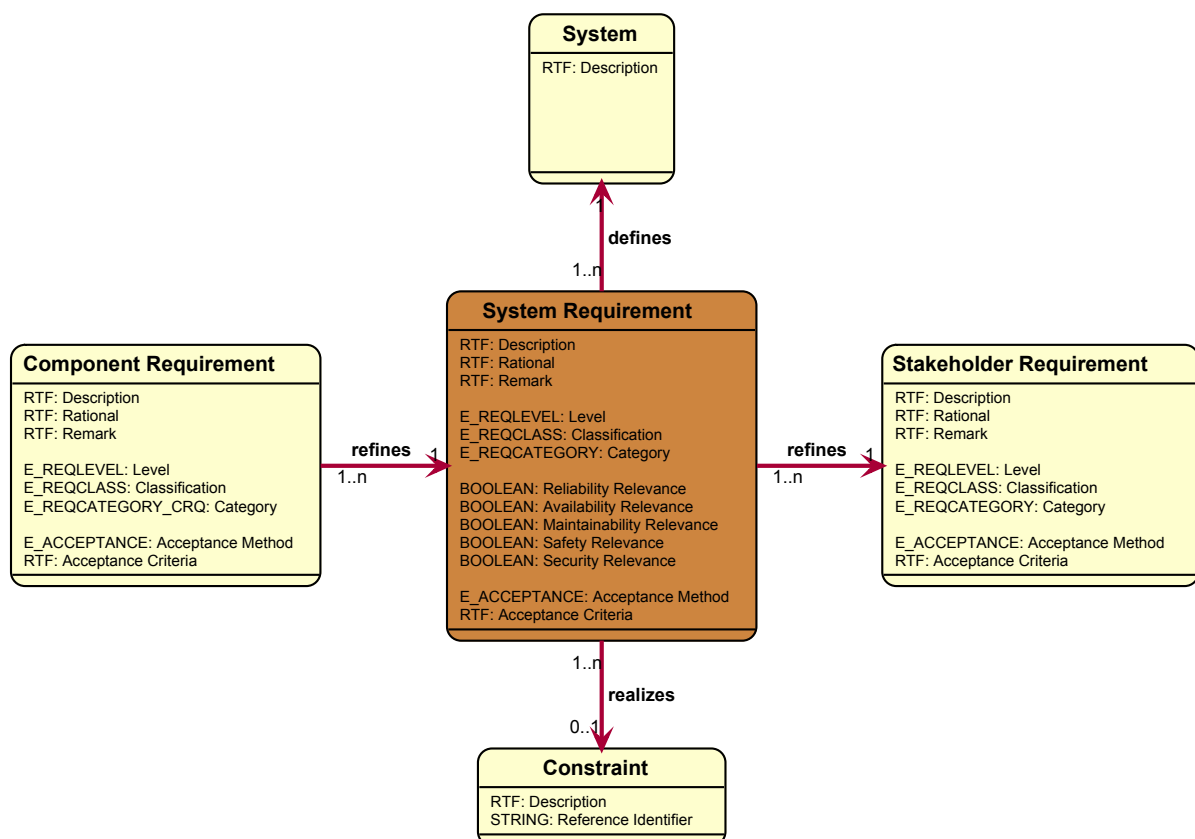 System
RTF: Description
1
defines
1..n
System Requirement
RTF: Description
RTF: Rational
RTF: Remark
E_REQLEVEL: Level
E_REQCLASS: Classification
E_REQCATEGORY: Category
BOOLEAN: Reliability Relevance
BOOLEAN: Availability Relevance
BOOLEAN: Maintainability Relevance
BOOLEAN: Safety Relevance
BOOLEAN: Security Relevance
E_ACCEPTANCE: Acceptance Method
RTF: Acceptance Criteria
Component Requirement
RTF: Description
RTF: Rational
RTF: Remark
E_REQLEVEL: Level
E_REQCLASS: Classification
E_REQCATEGORY_CRQ: Category
E_ACCEPTANCE: Acceptance Method
RTF: Acceptance Criteria
refines
1..n
1
Stakeholder Requirement
RTF: Description
RTF: Rational
RTF: Remark
E_REQLEVEL: Level
E_REQCLASS: Classification
E_REQCATEGORY: Category
E_ACCEPTANCE: Acceptance Method
RTF: Acceptance Criteria
refines
1..n
1
1..n
realizes
0..1
Constraint
RTF: Description
STRING: Reference Identifier